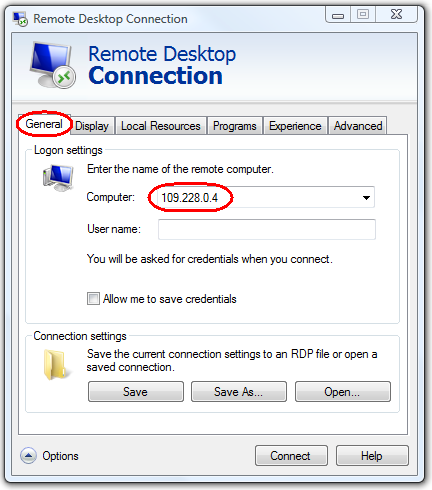 Remote Desktop Connection
Remote Desktop
Connection
General Display Local Resources Programs Experience Advanced
Logon settings
Enter the name of the remote computer.
Computer: 109.228.0.4
User name:
You will be asked for credentials when you connect.
Allow me to save credentials
Connection settings
Save the current connection settings to an RDP file or open a
saved connection.
Save Save As... Open...
Options Connect Help